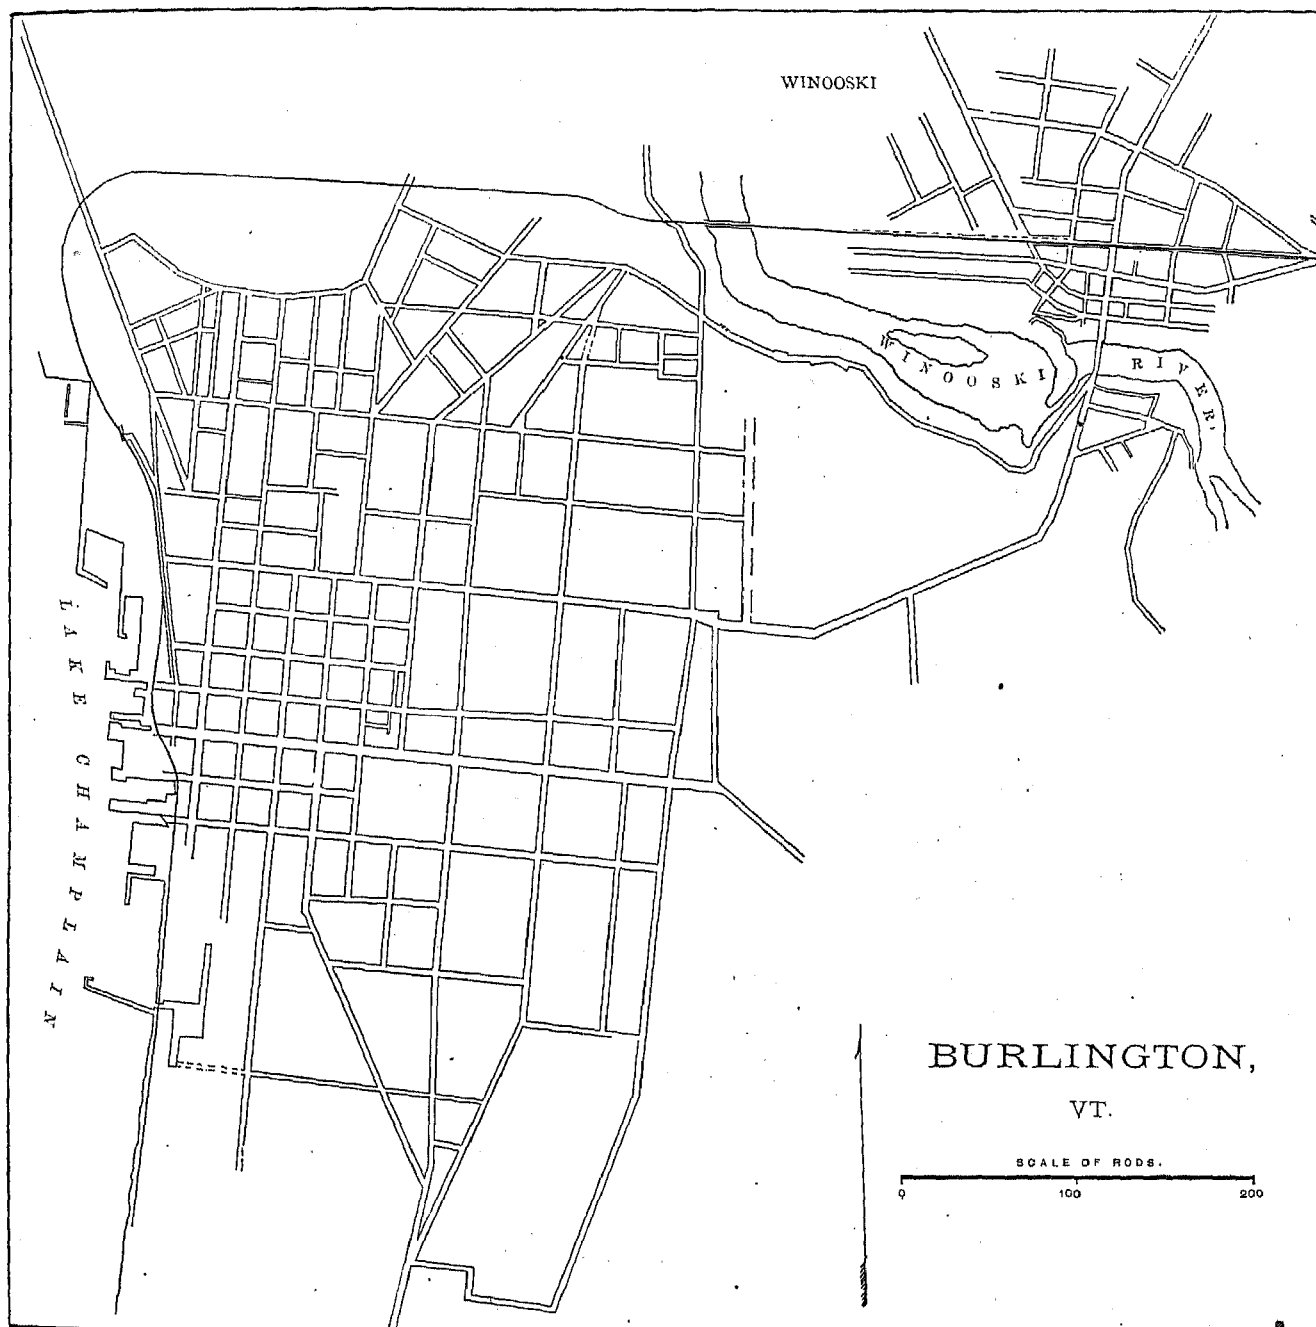 WINOOSKI
WINOOSKI RIVER,
LAKE CHAMPLAIN
BURLINGTON,
VT.
SCALE OF RODS.
0 100 200